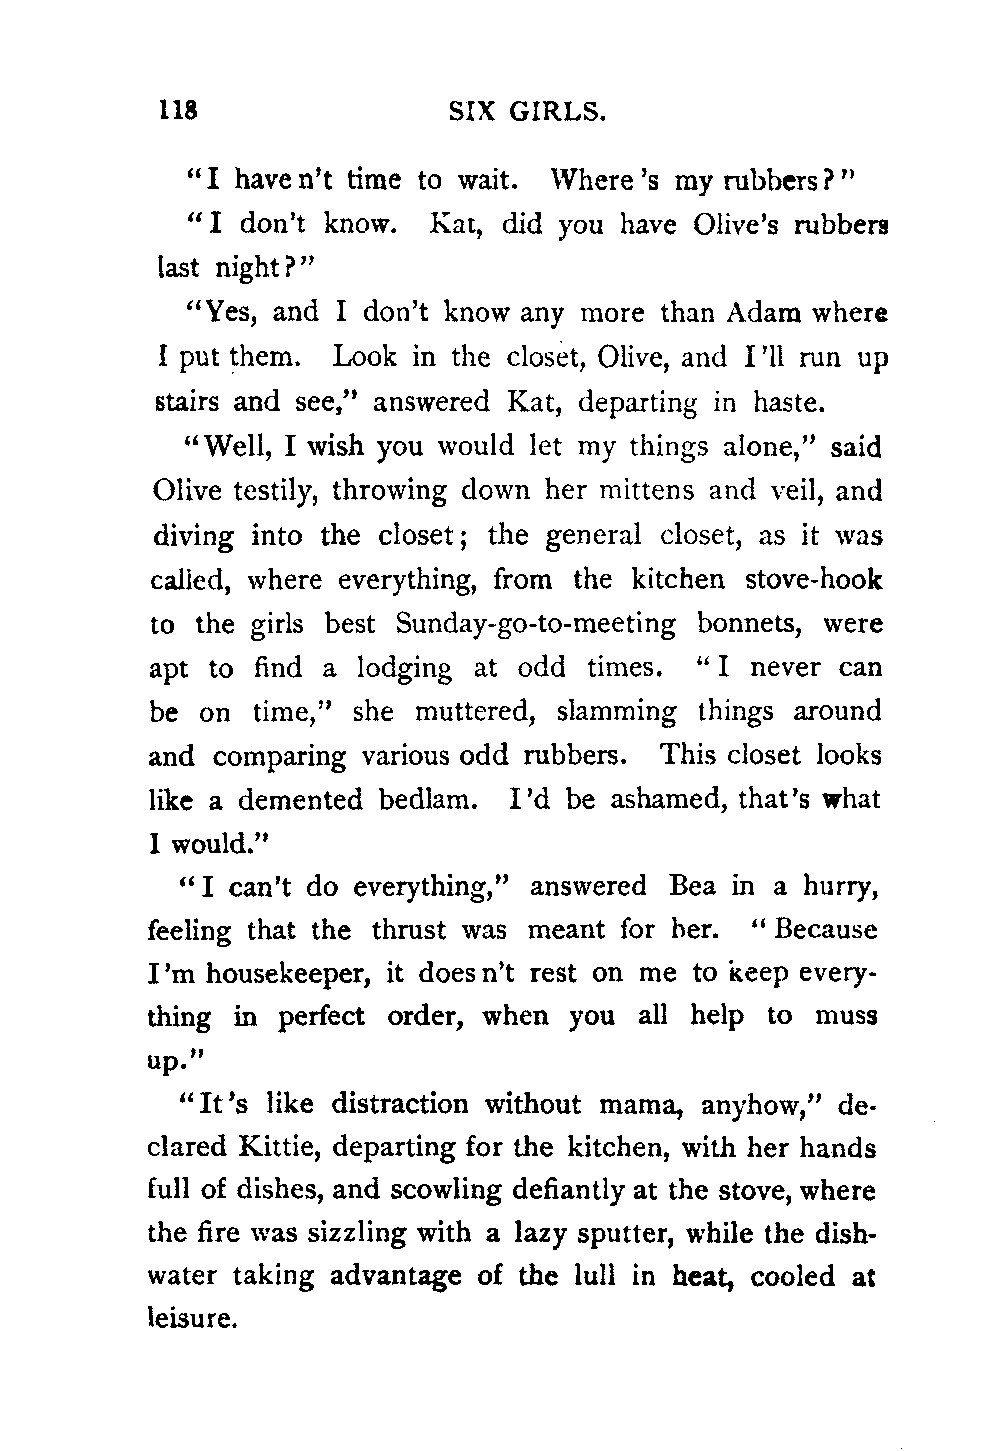 118 SIX GIRLS.
"I haven't time to wait. Where's my rubbers?"
"I don't know. Kat, did you have Olive's rubbers
last night?"
"Yes, and I don't know any more than Adam where
I put them. Look in the closet, Olive, and I'll run up
stairs and see," answered Kat, departing in haste.
"Well, I wish you would let my things alone," said
Olive testily, throwing down her mittens and veil, and
diving into the closet; the general closet, as it was
called, where everything, from the kitchen stove-hook
to the girls best Sunday-go-to-meeting bonnets, were
apt to find a lodging at odd times. "I never can
be on time," she muttered, slamming things around
and comparing various odd rubbers. This closet looks
like a demented bedlam. I'd be ashamed, that's what
I would."
"I can't do everything," answered Bea in a hurry,
feeling that the thrust was meant for her. "Because
I'm housekeeper, it doesn't rest on me to keep every-
thing in perfect order, when you all help to muss
up."
"It's like distraction without mama, anyhow," de-
clared Kittie, departing for the kitchen, with her hands
full of dishes, and scowling defiantly at the stove, where
the fire was sizzling with a lazy sputter, while the dish-
water taking advantage of the lull in heat, cooled at
leisure.